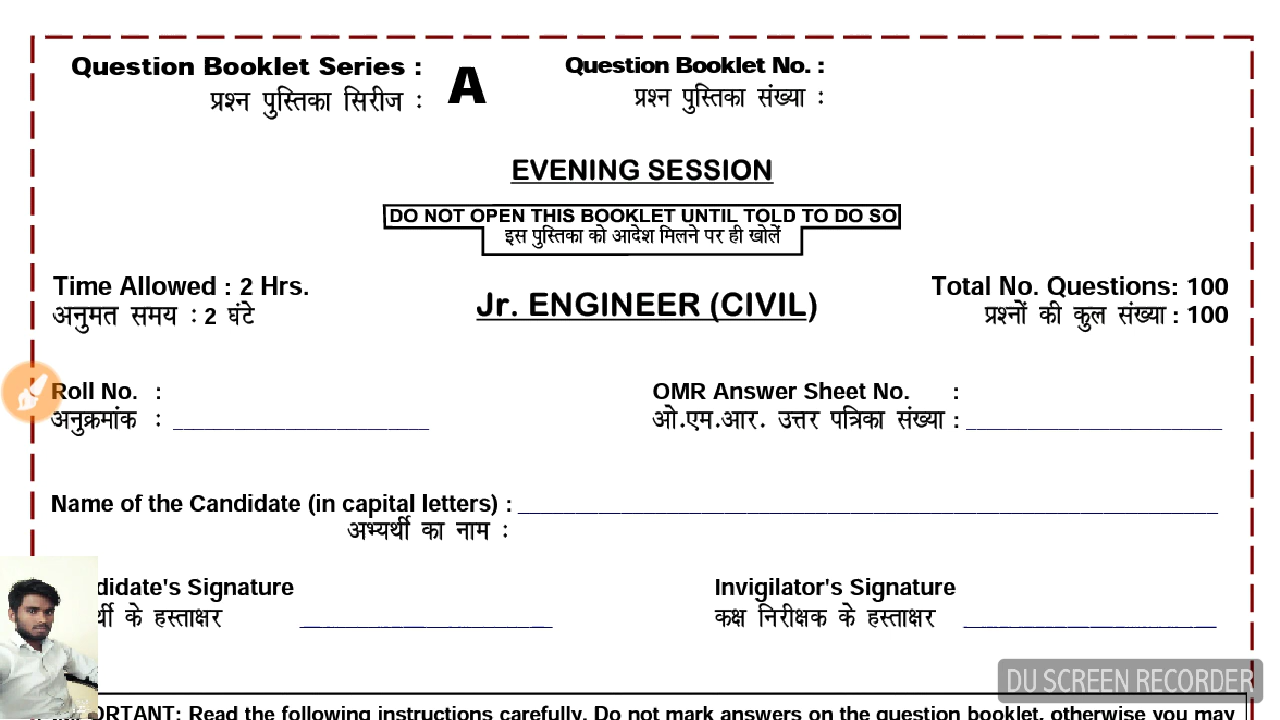 Question Booklet Series : A Question Booklet No. :
प्रश्न पुस्तिका सिरीज : प्रश्न पुस्तिका संख्या :
EVENING SESSION
DO NOT OPEN THIS BOOKLET UNTIL TOLD TO DO SO
इस पुस्तिका को आदेश मिलने पर ही खोलें
Time Allowed : 2 Hrs. Total No. Questions: 100
अनुमत समय : 2 घंटे Jr. ENGINEER (CIVIL) प्रश्नों की कुल संख्या : 100
Roll No. : OMR Answer Sheet No. :
अनुक्रमांक : ओ.एम.आर. उत्तर पत्रिका संख्या :
Name of the Candidate (in capital letters) :
अभ्यर्थी का नाम :
didate's Signature Invigilator's Signature
र्थी के हस्ताक्षर कक्ष निरीक्षक के हस्ताक्षर
DU SCREEN RECORDER
ORTANT: Read the following instructions carefully. Do not mark answers on the question booklet, otherwise you may